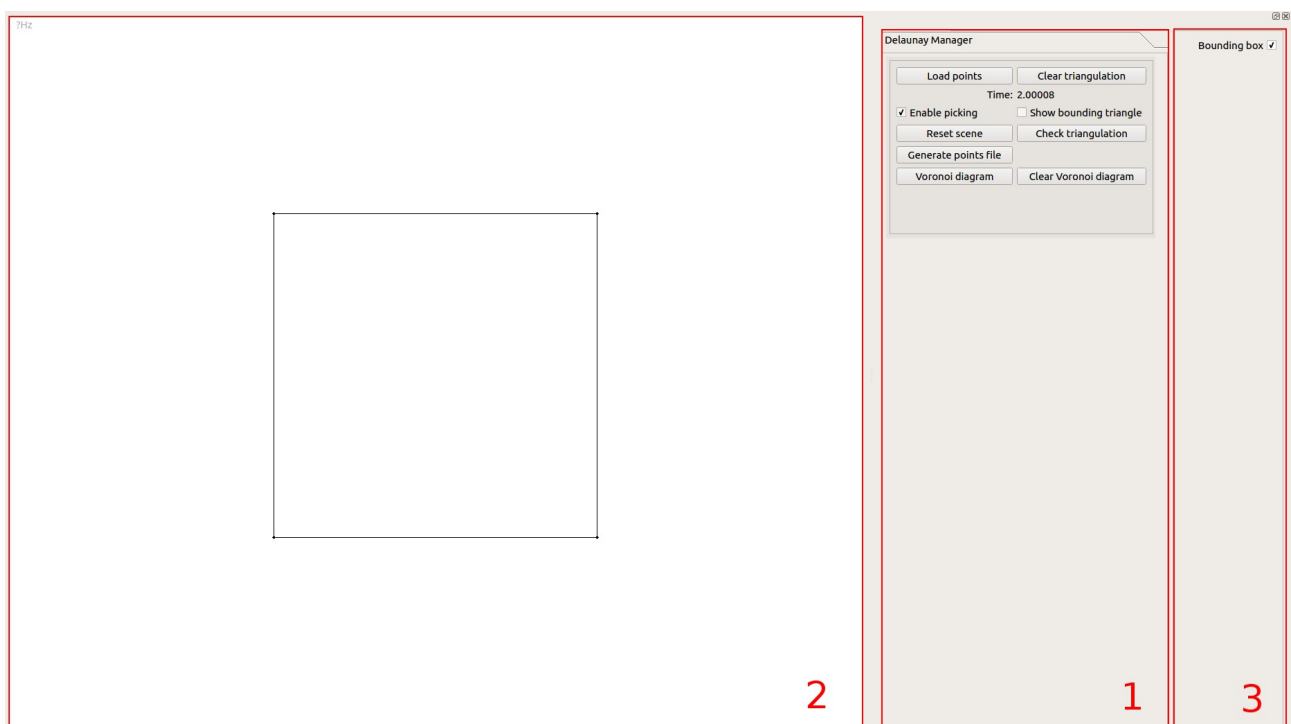 ?Hz
Delaunay Manager
Bounding box
Load points Clear triangulation
Time: 2.00008
Enable picking Show bounding triangle
Reset scene Check triangulation
Generate points file
Voronoi diagram Clear Voronoi diagram
2 1 3